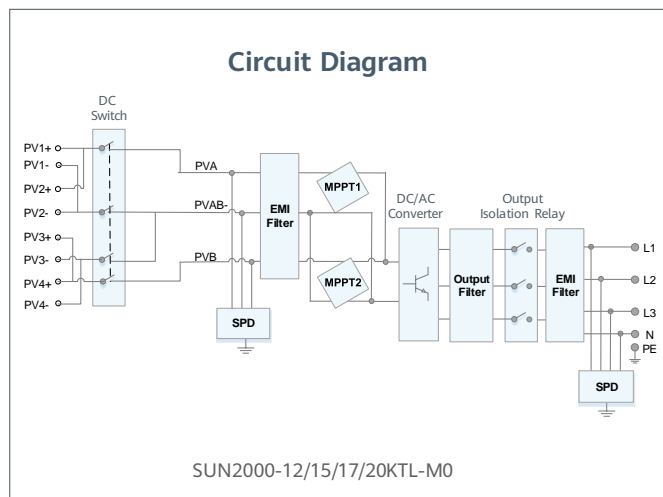 Circuit Diagram
DC
Switch
PV1+
PV1-
PV2+
PV2-
PV3+
PV3-
PV4+
PV4-
PVA
PVAB-
PVB
EMI
Filter
SPD
MPPT1
MPPT2
DC/AC
Converter
Output
Filter
Output
Isolation Relay
EMI
Filter
L1
L2
L3
N
PE
SPD
SUN2000-12/15/17/20KTL-M0